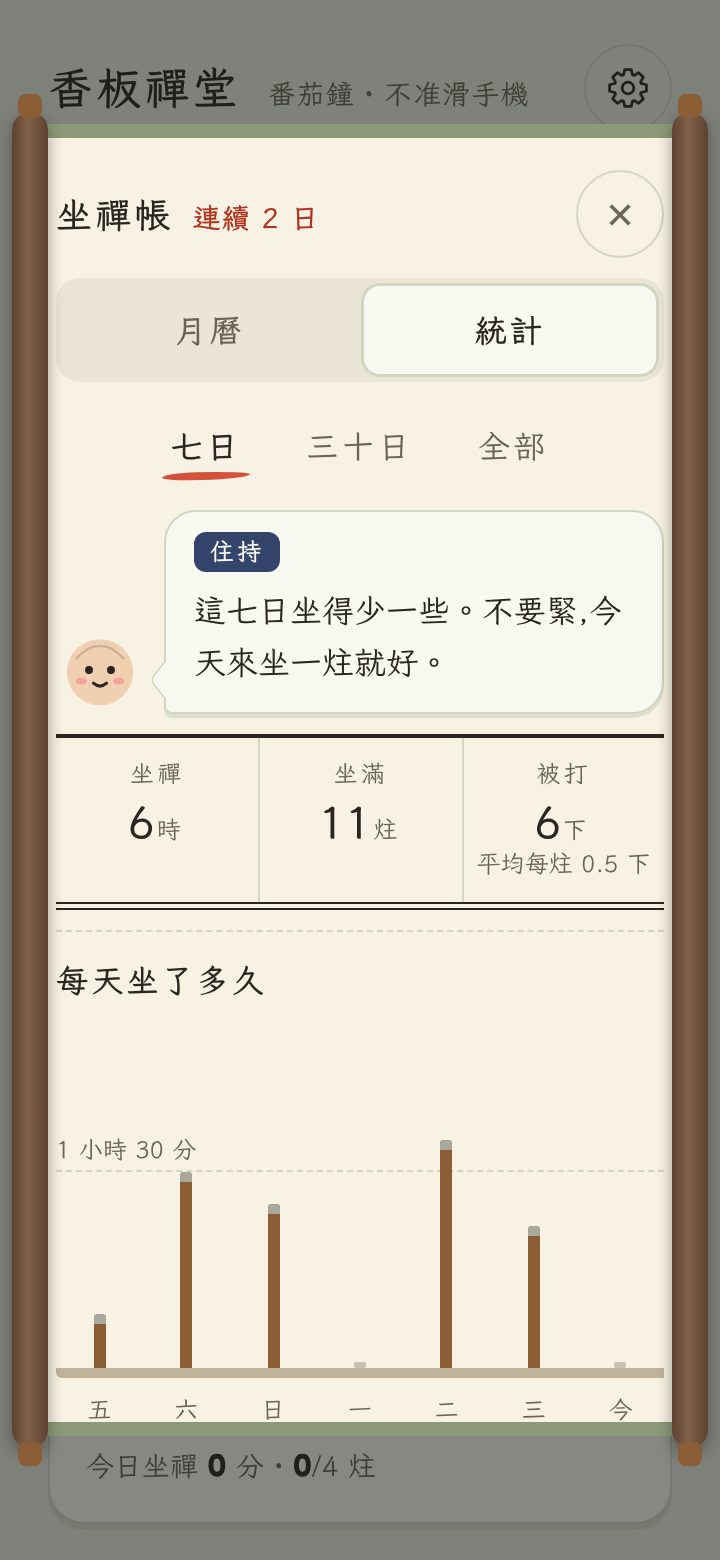 香板禪堂 番茄鐘・不准滑手機
坐禪帳 連續 2 日
月曆 統計
七日 三十日 全部
住持
這七日坐得少一些。不要緊,今
天來坐一炷就好。
坐禪 坐滿 被打
6時 11炷 6下
平均每炷 0.5 下
每天坐了多久
1 小時 30 分
五 六 日 一 二 三 今
今日坐禪 0 分・0/4 炷